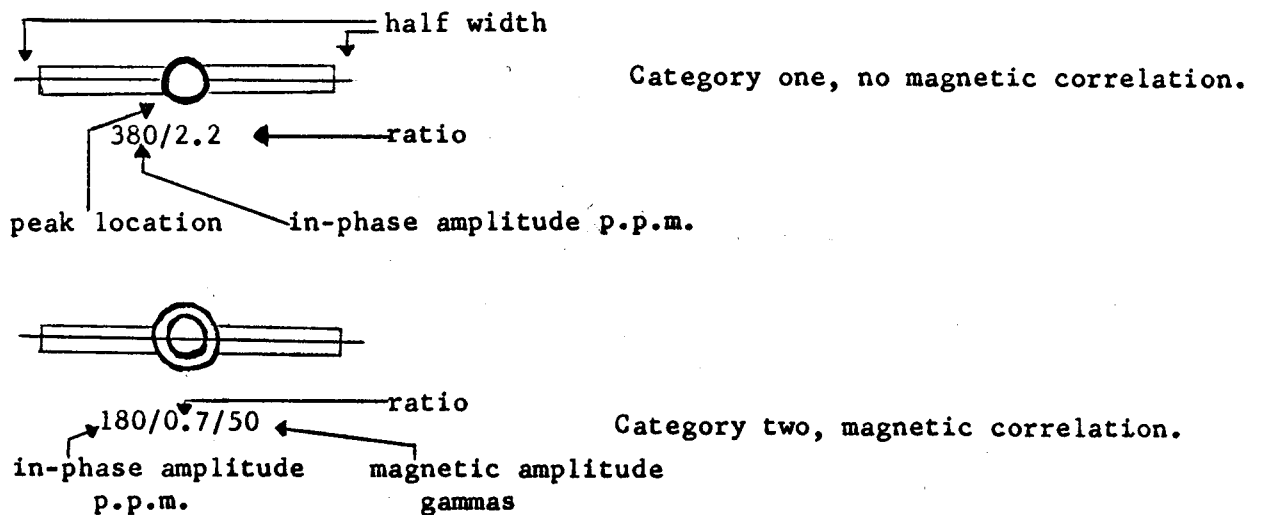 half width
Category one, no magnetic correlation.
380/2.2 ratio
peak location in-phase amplitude p.p.m.
ratio
180/0.7/50
Category two, magnetic correlation.
in-phase amplitude magnetic amplitude
p.p.m. gammas